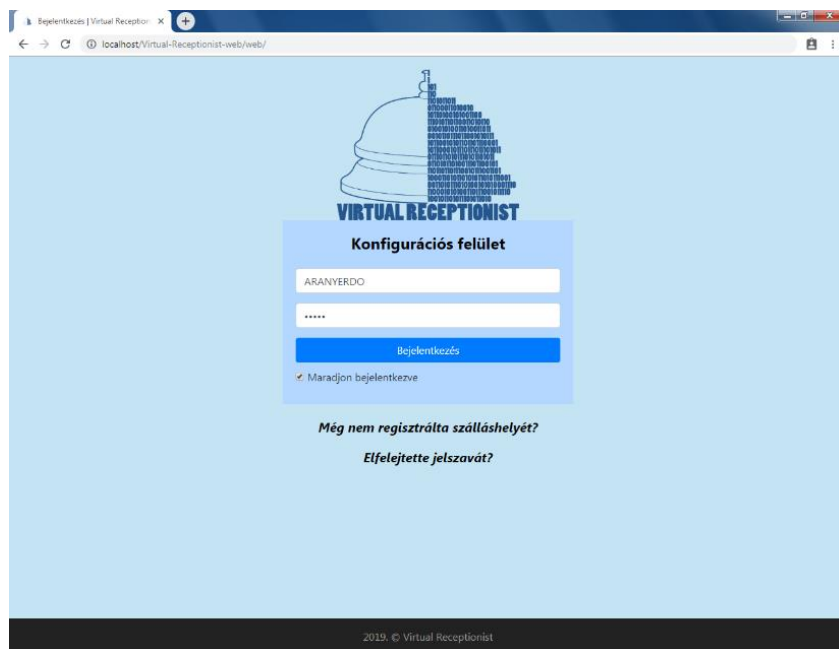 Bejelentkezés | Virtual Reception
localhost/Virtual-Receptionist-web/web/
VIRTUAL RECEPTIONIST
Konfigurációs felület
ARANYERDO
•••••
Bejelentkezés
Maradjon bejelentkezve
Még nem regisztrálta szálláshelyét?
Elfelejtette jelszavát?
2019. © Virtual Receptionist